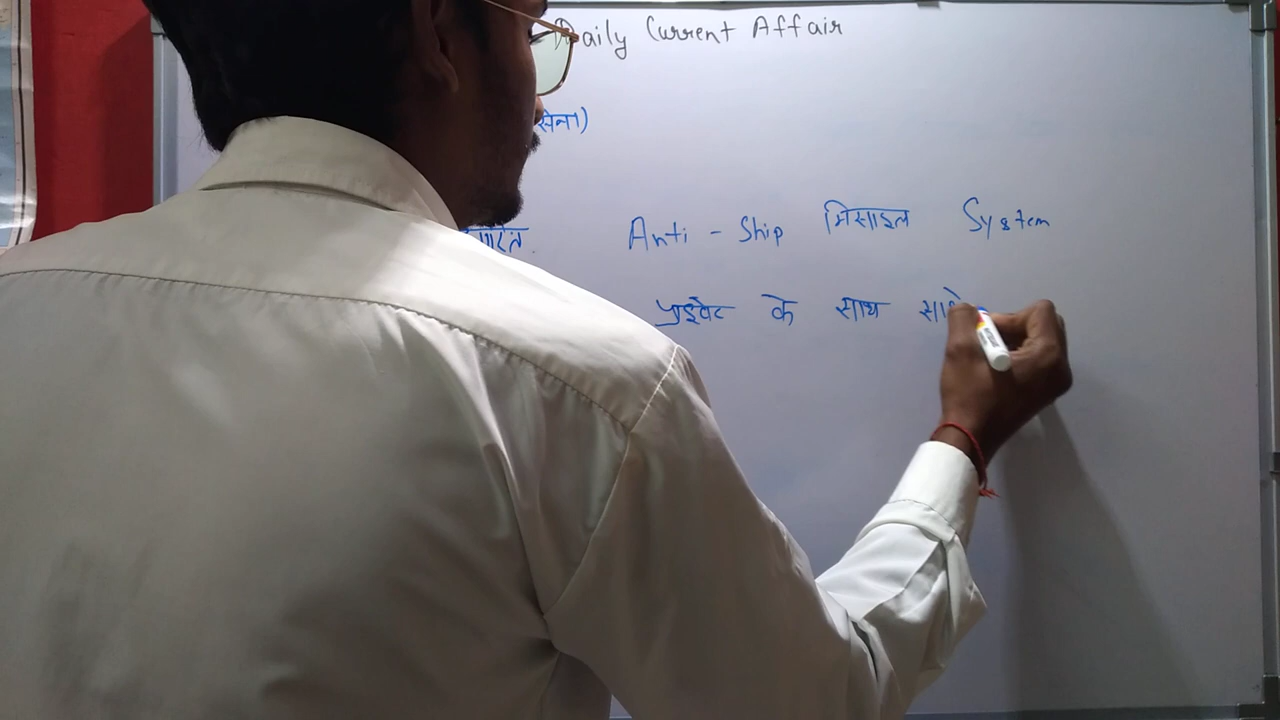 Daily Current Affair
सेना)
Anti - Ship मिसाइल System
प्राइवेट के साथ